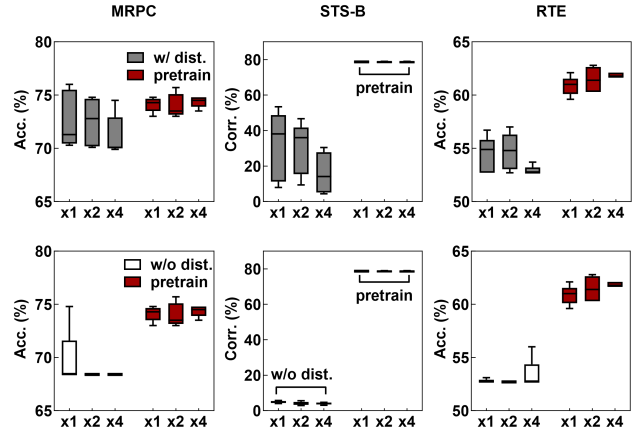 MRPC STS-B RTE
80 75 70 65
Acc. (%)
w/ dist.
pretrain
x1 x2 x4 x1 x2 x4
100 80 60 40 20 0
Corr. (%)
pretrain
x1 x2 x4 x1 x2 x4
65 60 55 50
Acc. (%)
x1 x2 x4 x1 x2 x4
80 75 70 65
Acc. (%)
w/o dist.
pretrain
x1 x2 x4 x1 x2 x4
100 80 60 40 20 0
Corr. (%)
pretrain
w/o dist.
x1 x2 x4 x1 x2 x4
65 60 55 50
Acc. (%)
x1 x2 x4 x1 x2 x4